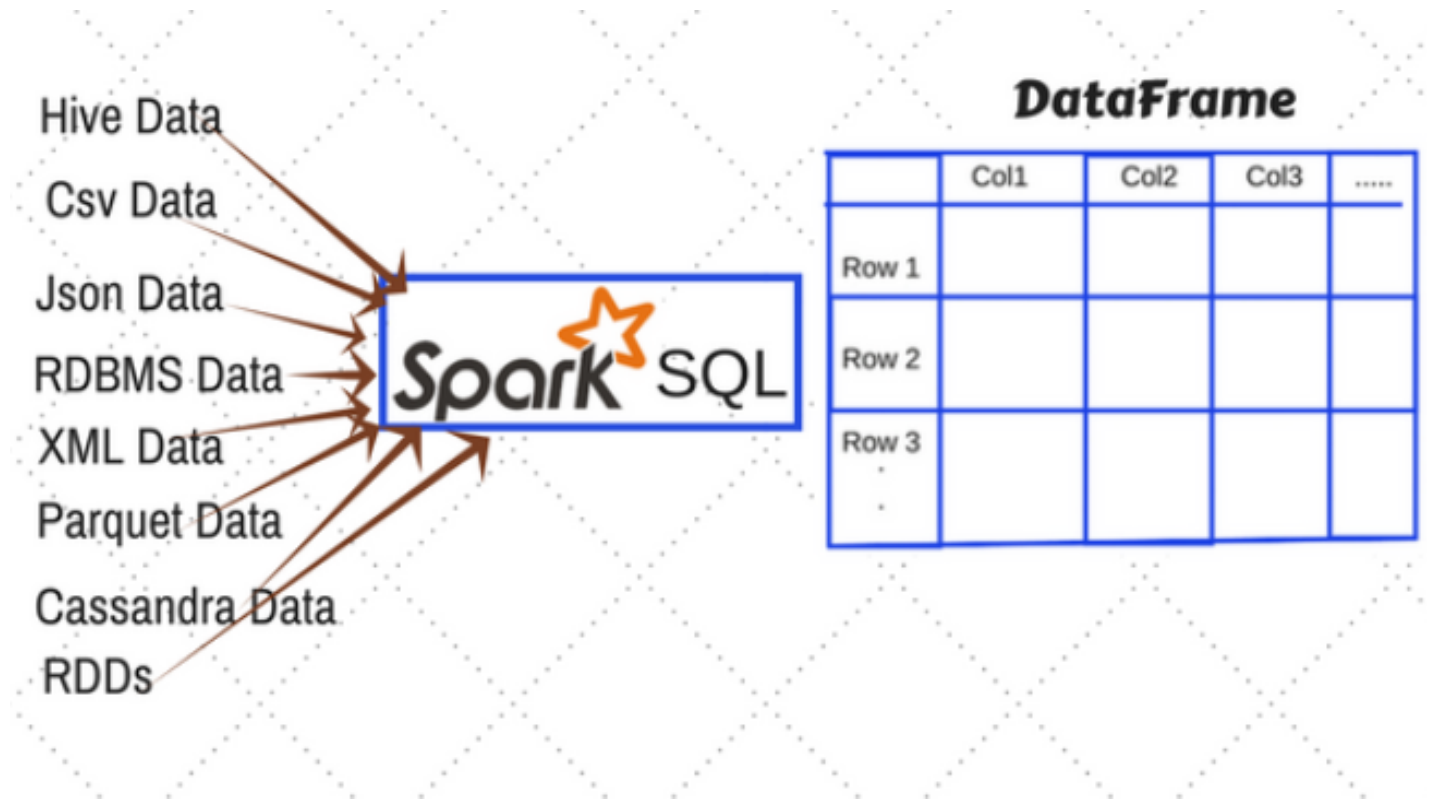 Hive Data
Csv Data
Json Data
RDBMS Data
XML Data
Parquet Data
Cassandra Data
RDDs
Spark SQL
DataFrame
Col1 Col2 Col3 .....
Row 1
Row 2
Row 3
.
.